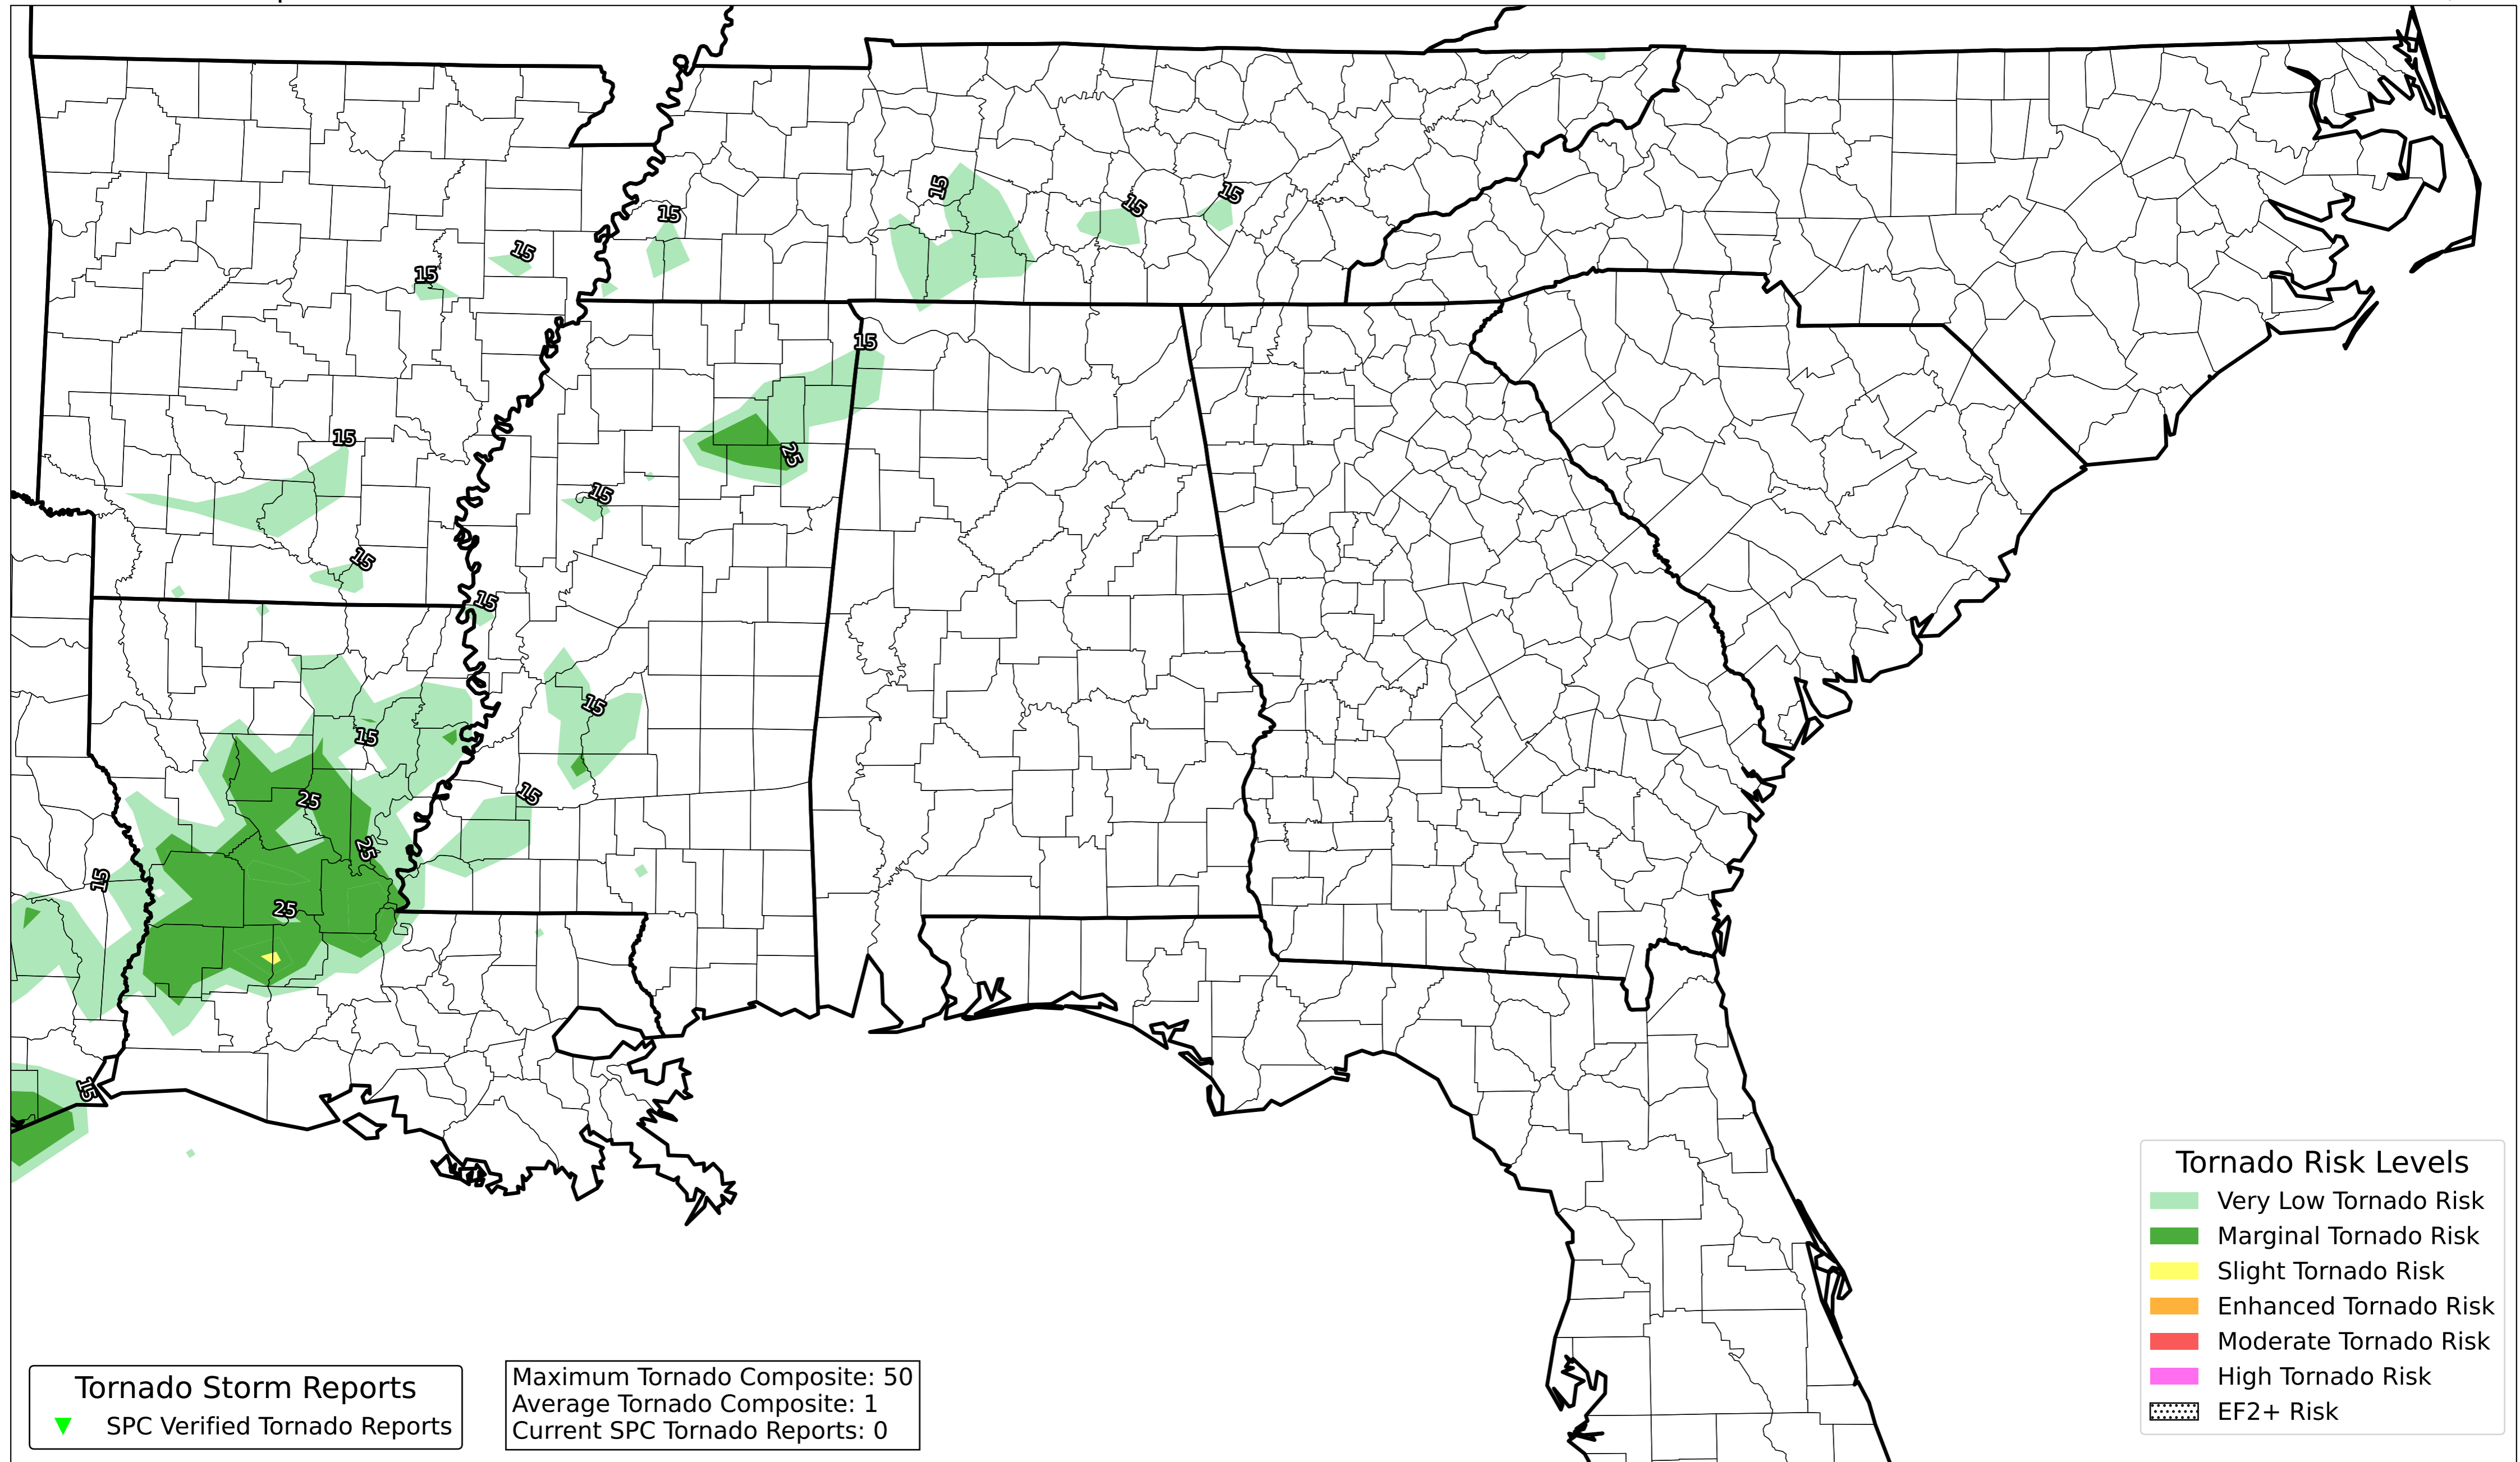 15
15
15
15
15
15
15
25
15
15
15
15
15
15
15
25
25
15
25
15
Tornado Risk Levels
Very Low Tornado Risk
Marginal Tornado Risk
Slight Tornado Risk
Enhanced Tornado Risk
Moderate Tornado Risk
High Tornado Risk
EF2+ Risk
Tornado Storm Reports
SPC Verified Tornado Reports
Maximum Tornado Composite: 50
Average Tornado Composite: 1
Current SPC Tornado Reports: 0